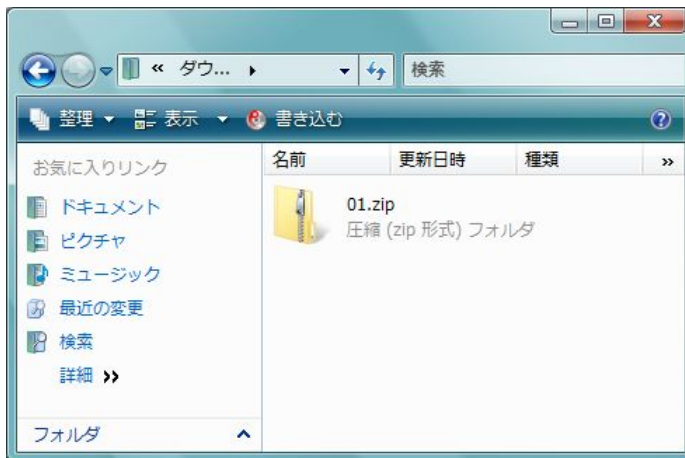 « ダウ...
検索
整理 表示 書き込む
お気に入りリンク
ドキュメント
ピクチャ
ミュージック
最近の変更
検索
詳細 »
フォルダ
名前 更新日時 種類 »
01.zip
圧縮 (zip 形式) フォルダ